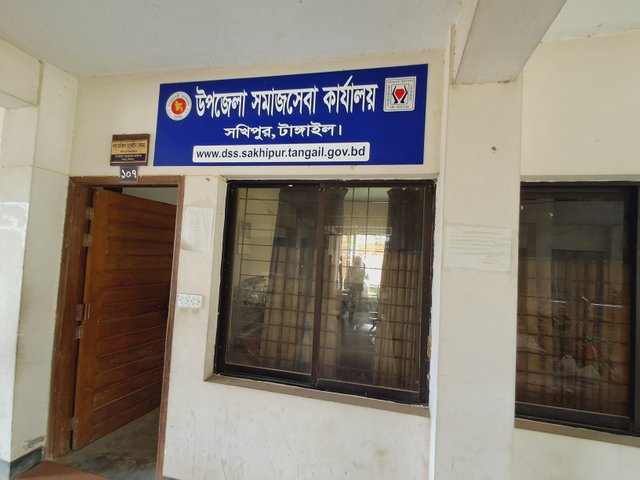 উপজেলা সমাজসেবা কার্যালয়
সখিপুর, টাঙ্গাইল।
www.dss.sakhipur.tangail.gov.bd
১০৭